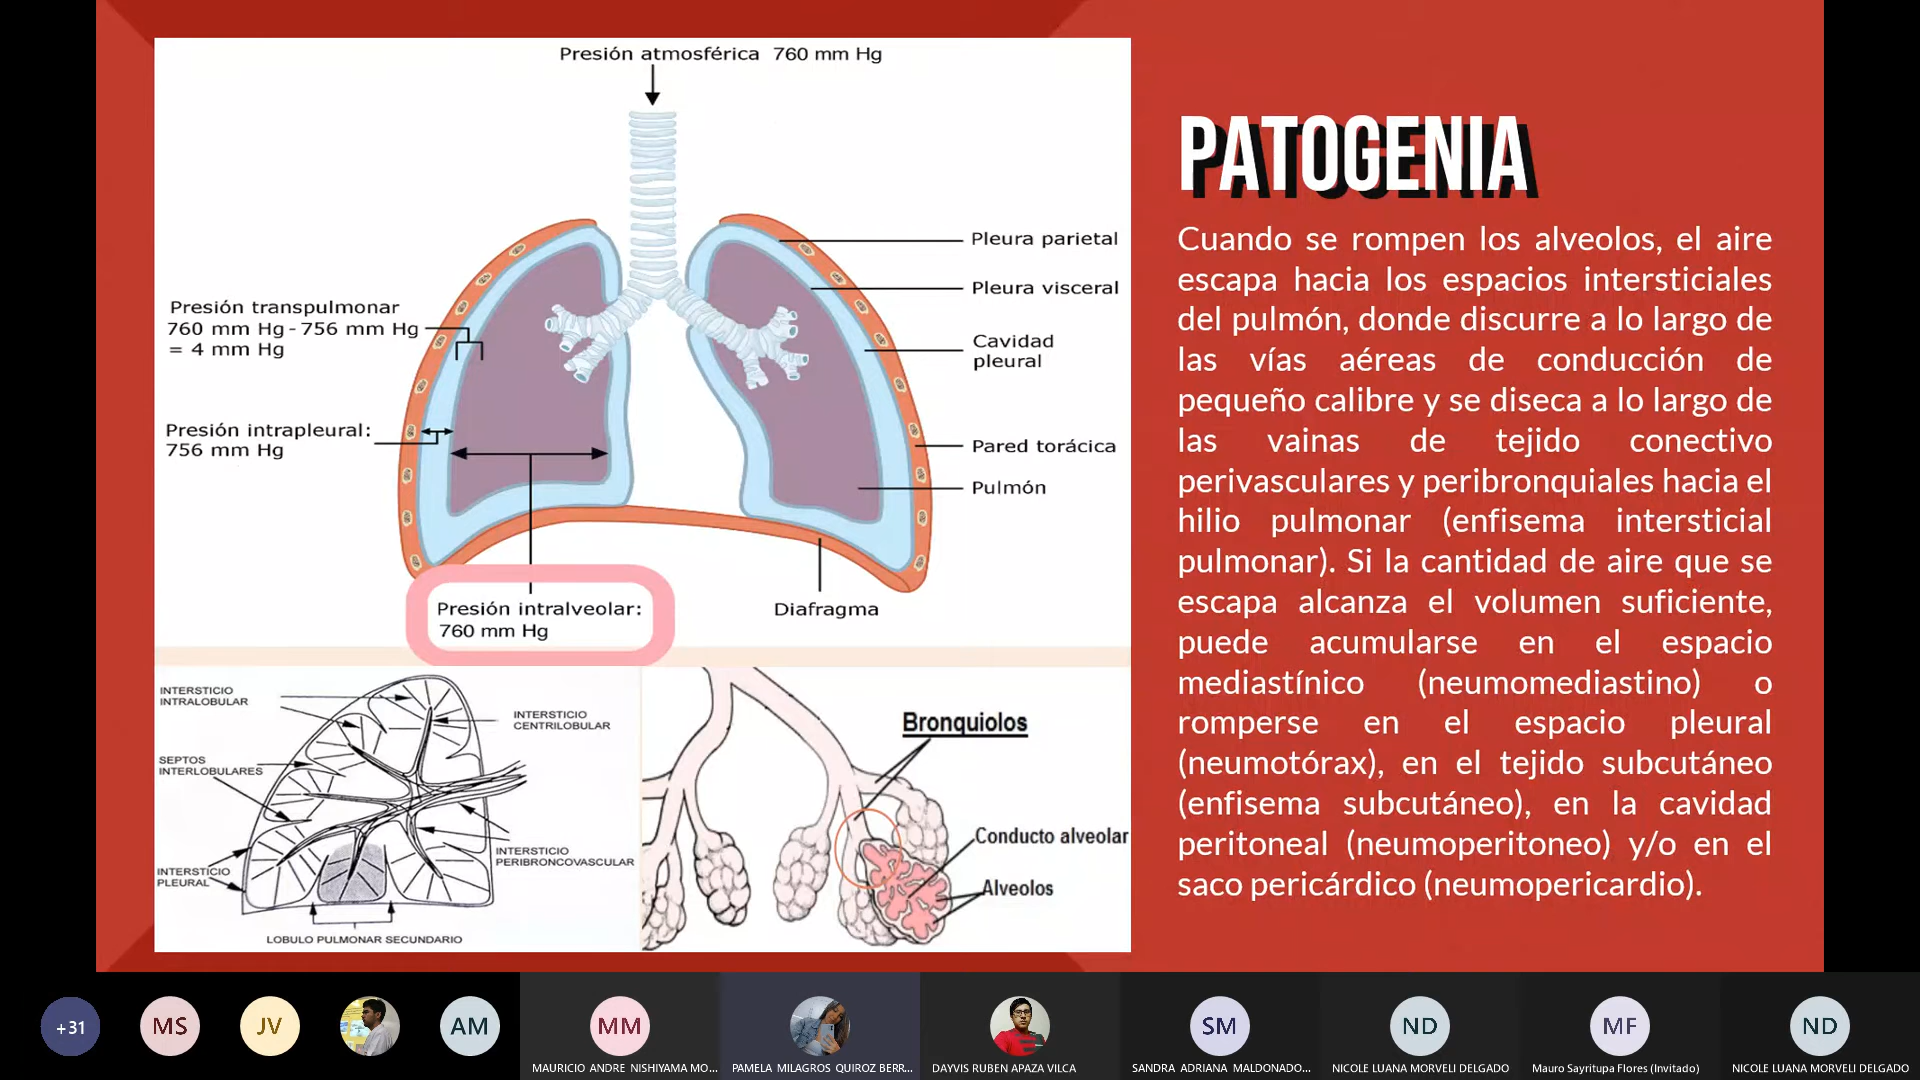 Presión atmosférica 760 mm Hg
Pleura parietal
Pleura visceral
Presión transpulmonar
760 mm Hg - 756 mm Hg
= 4 mm Hg
Cavidad
pleural
Presión intrapleural:
756 mm Hg
Pared torácica
Pulmón
Presión intralveolar:
760 mm Hg
Diafragma
INTERSTICIO
INTRALOBULAR
INTERSTICIO
CENTRILOBULAR
SEPTOS
INTERLOBULARES
INTERSTICIO
PERIBRONCOVASCULAR
INTERSTICIO
PLEURAL
LOBULO PULMONAR SECUNDARIO
Bronquiolos
Conducto alveolar
Alveolos
PATOGENIA
Cuando se rompen los alveolos, el aire
escapa hacia los espacios intersticiales
del pulmón, donde discurre a lo largo de
las vías aéreas de conducción de
pequeño calibre y se diseca a lo largo de
las vainas de tejido conectivo
perivasculares y peribronquiales hacia el
hilio pulmonar (enfisema intersticial
pulmonar). Si la cantidad de aire que se
escapa alcanza el volumen suficiente,
puede acumularse en el espacio
mediastínico (neumomediastino) o
romperse en el espacio pleural
(neumotórax), en el tejido subcutáneo
(enfisema subcutáneo), en la cavidad
peritoneal (neumoperitoneo) y/o en el
saco pericárdico (neumopericardio).
+31
MS
JV
AM
MM
SM
ND
MF
ND
MAURICIO ANDRE NISHIYAMA MO...
PAMELA MILAGROS QUIROZ BERR...
DAYVIS RUBEN APAZA VILCA
SANDRA ADRIANA MALDONADO...
NICOLE LUANA MORVELI DELGADO
Mauro Sayritupa Flores (Invitado)
NICOLE LUANA MORVELI DELGADO